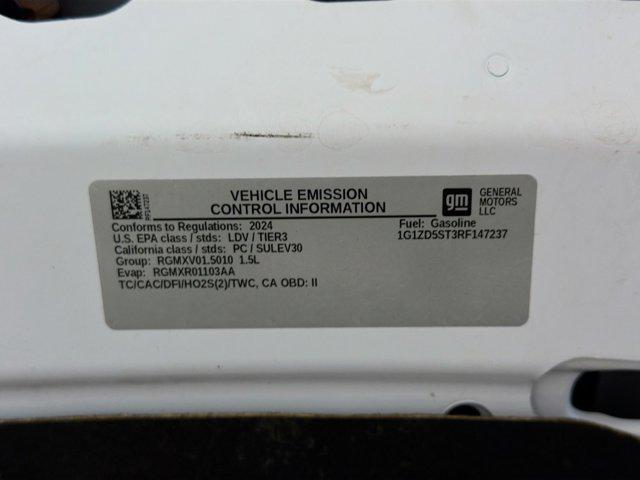 VEHICLE EMISSION
CONTROL INFORMATION
gm
GENERAL
MOTORS
LLC
RF147237
Conforms to Regulations: 2024
Fuel: Gasoline
U.S. EPA class / stds: LDV / TIER3
1G1ZD5ST3RF147237
California class / stds: PC / SULEV30
Group: RGMXV01.5010 1.5L
Evap: RGMXR01103AA
TC/CAC/DFI/HO2S(2)/TWC, CA OBD: II